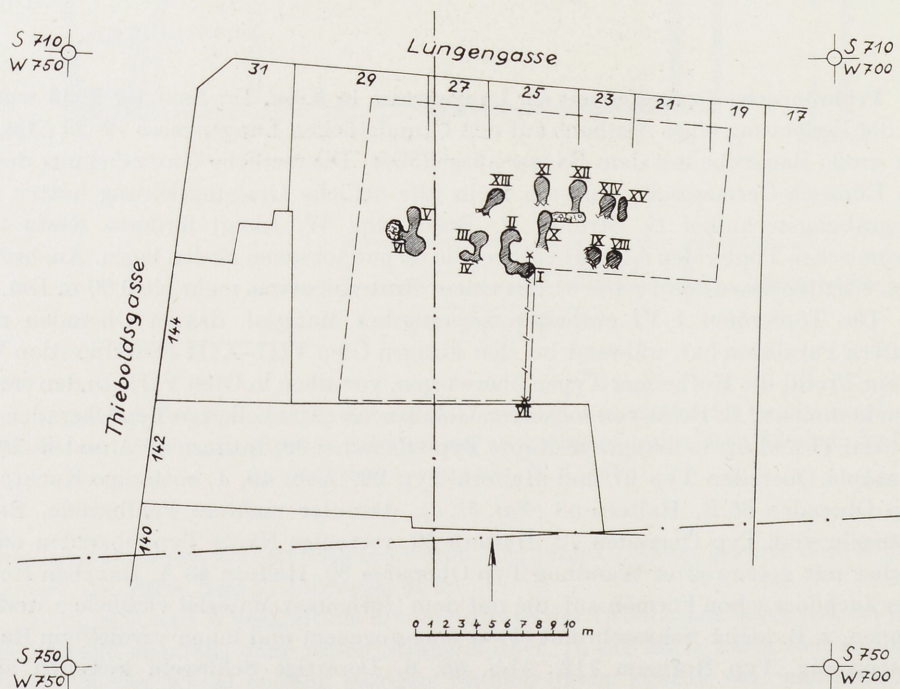 S 710
W 750
Lungengasse
S 710
W 700
31
29
27
25
23
21
19
17
XIII
XI
XII
XIV
XV
V
VI
III
II
X
IV
IX
VIII
I
VII
Thieboldsgasse
144
142
140
0 1 2 3 4 5 6 7 8 9 10 m
S 750
W 750
S 750
W 700